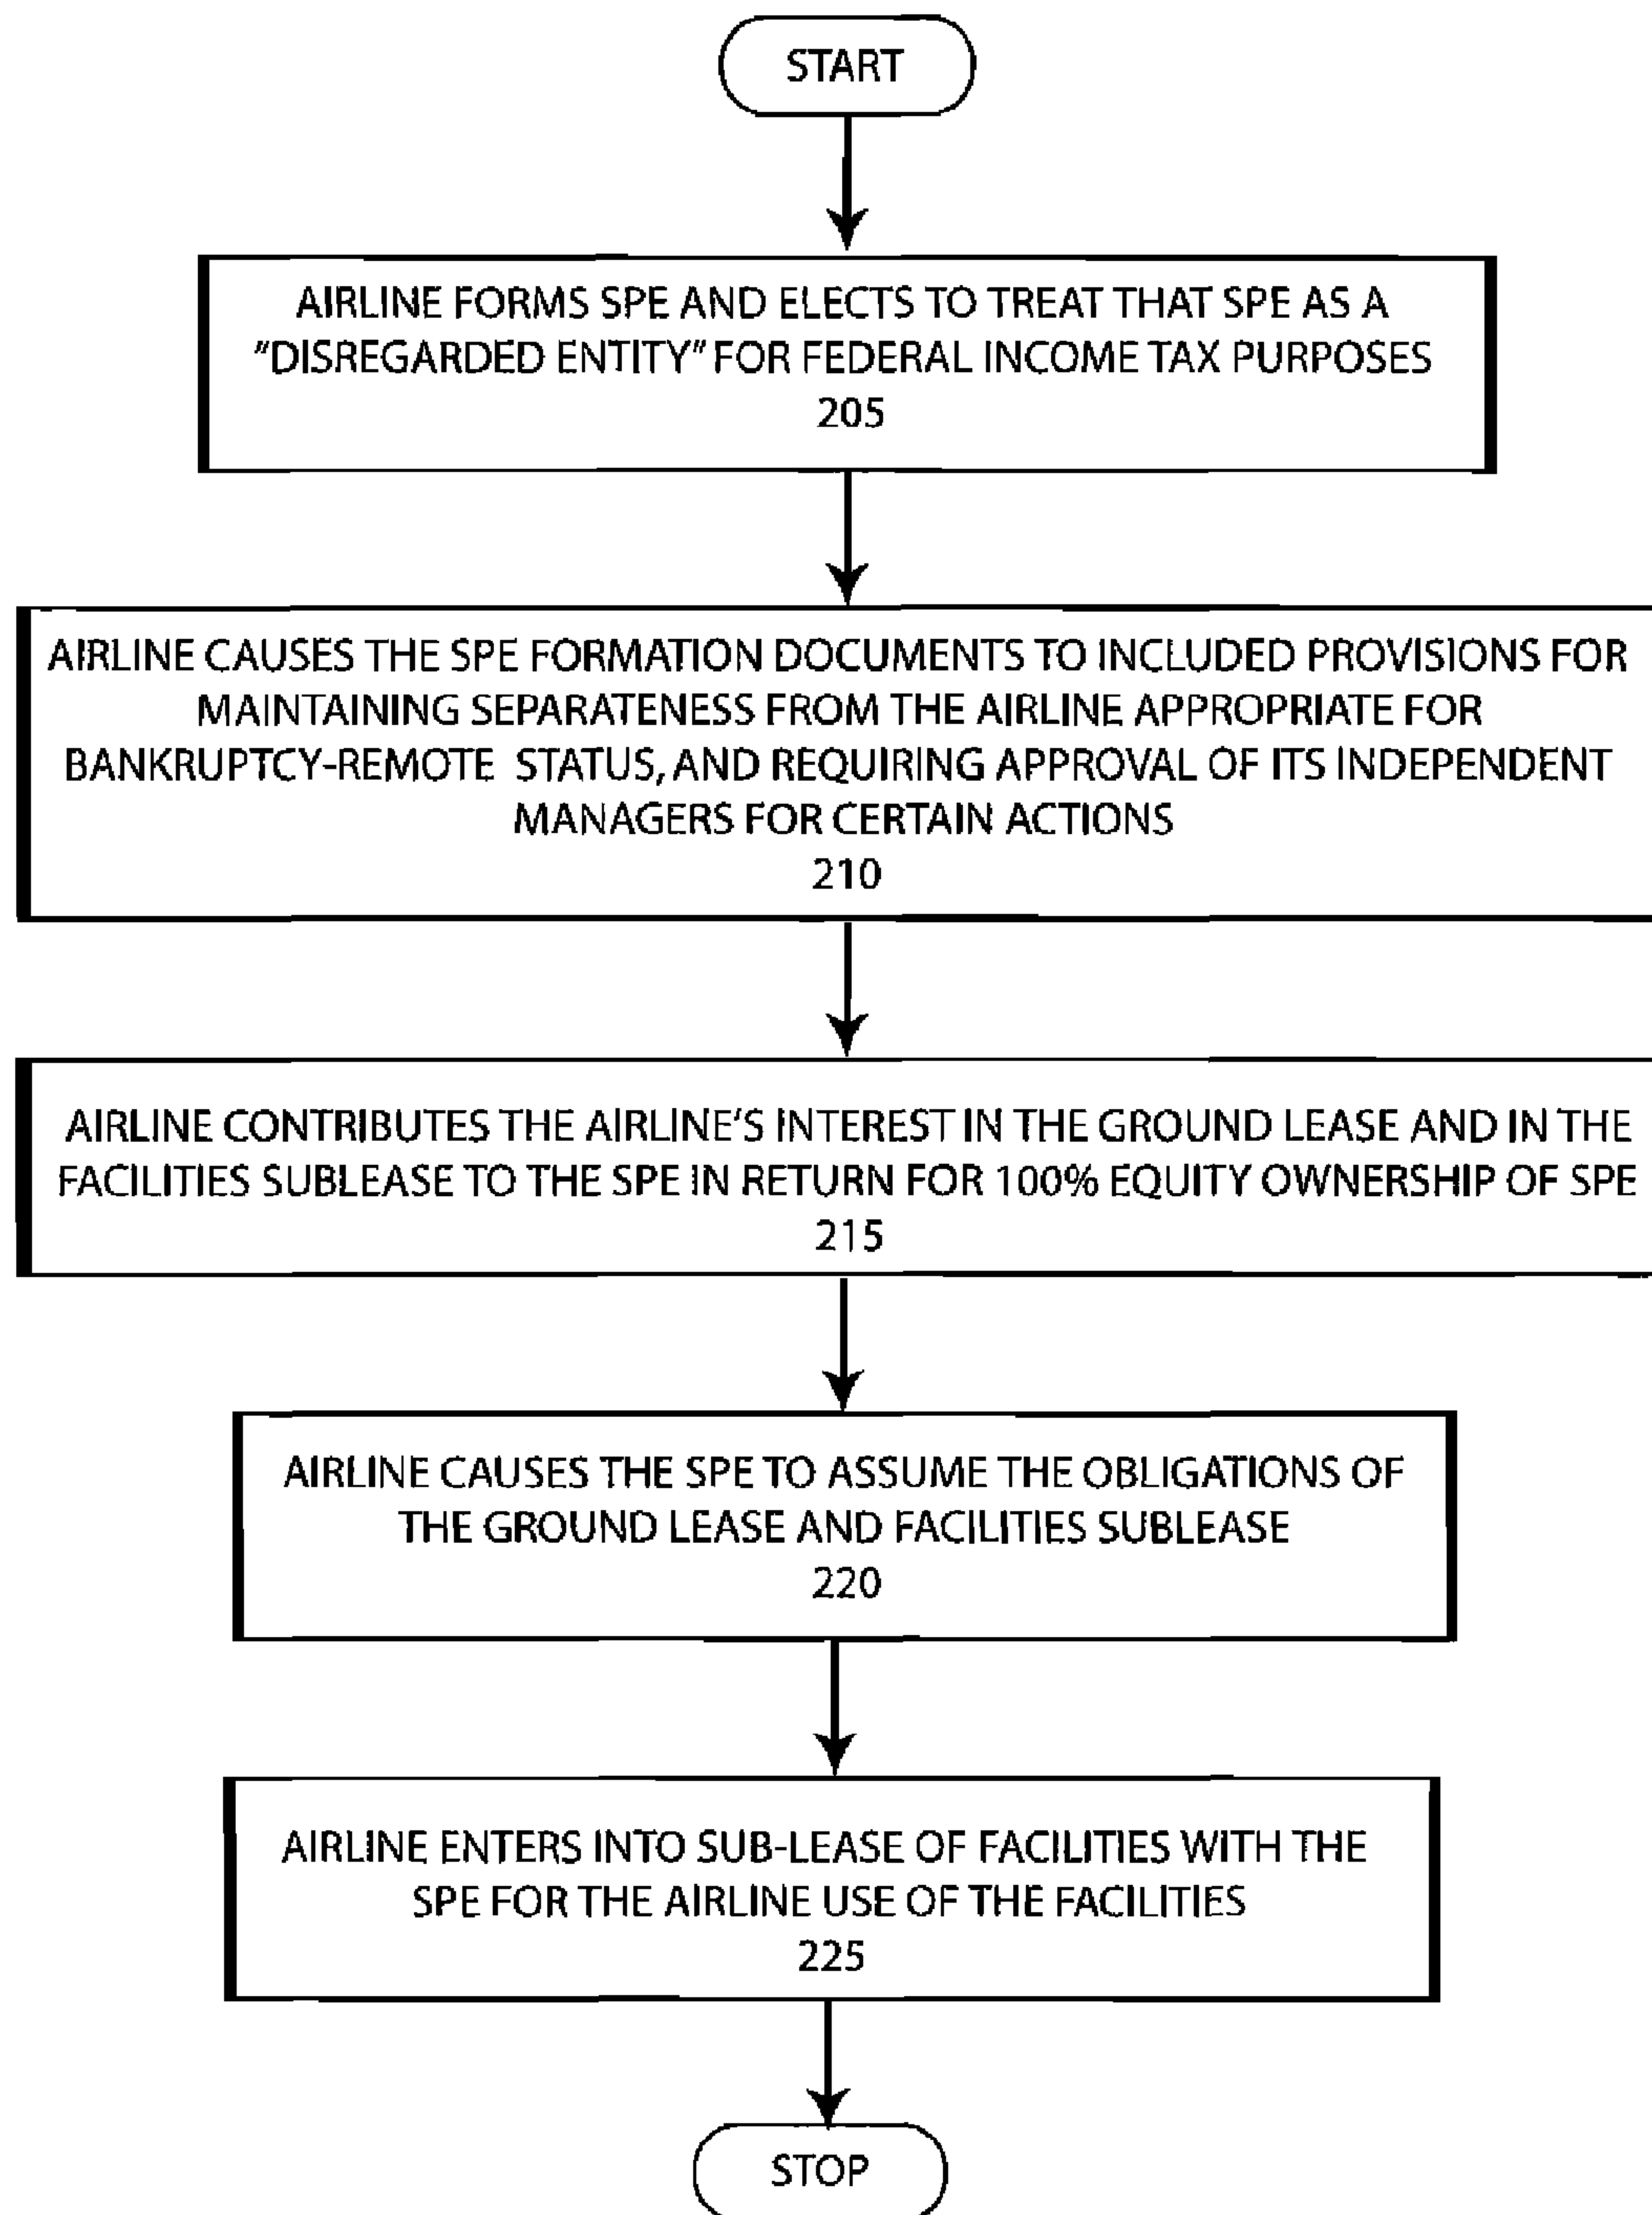 START
AIRLINE FORMS SPE AND ELECTS TO TREAT THAT SPE AS A
"DISREGARDED ENTITY" FOR FEDERAL INCOME TAX PURPOSES
205
AIRLINE CAUSES THE SPE FORMATION DOCUMENTS TO INCLUDED PROVISIONS FOR
MAINTAINING SEPARATENESS FROM THE AIRLINE APPROPRIATE FOR
BANKRUPTCY-REMOTE STATUS, AND REQUIRING APPROVAL OF ITS INDEPENDENT
MANAGERS FOR CERTAIN ACTIONS
210
AIRLINE CONTRIBUTES THE AIRLINE'S INTEREST IN THE GROUND LEASE AND IN THE
FACILITIES SUBLEASE TO THE SPE IN RETURN FOR 100% EQUITY OWNERSHIP OF SPE
215
AIRLINE CAUSES THE SPE TO ASSUME THE OBLIGATIONS OF
THE GROUND LEASE AND FACILITIES SUBLEASE
220
AIRLINE ENTERS INTO SUB-LEASE OF FACILITIES WITH THE
SPE FOR THE AIRLINE USE OF THE FACILITIES
225
STOP